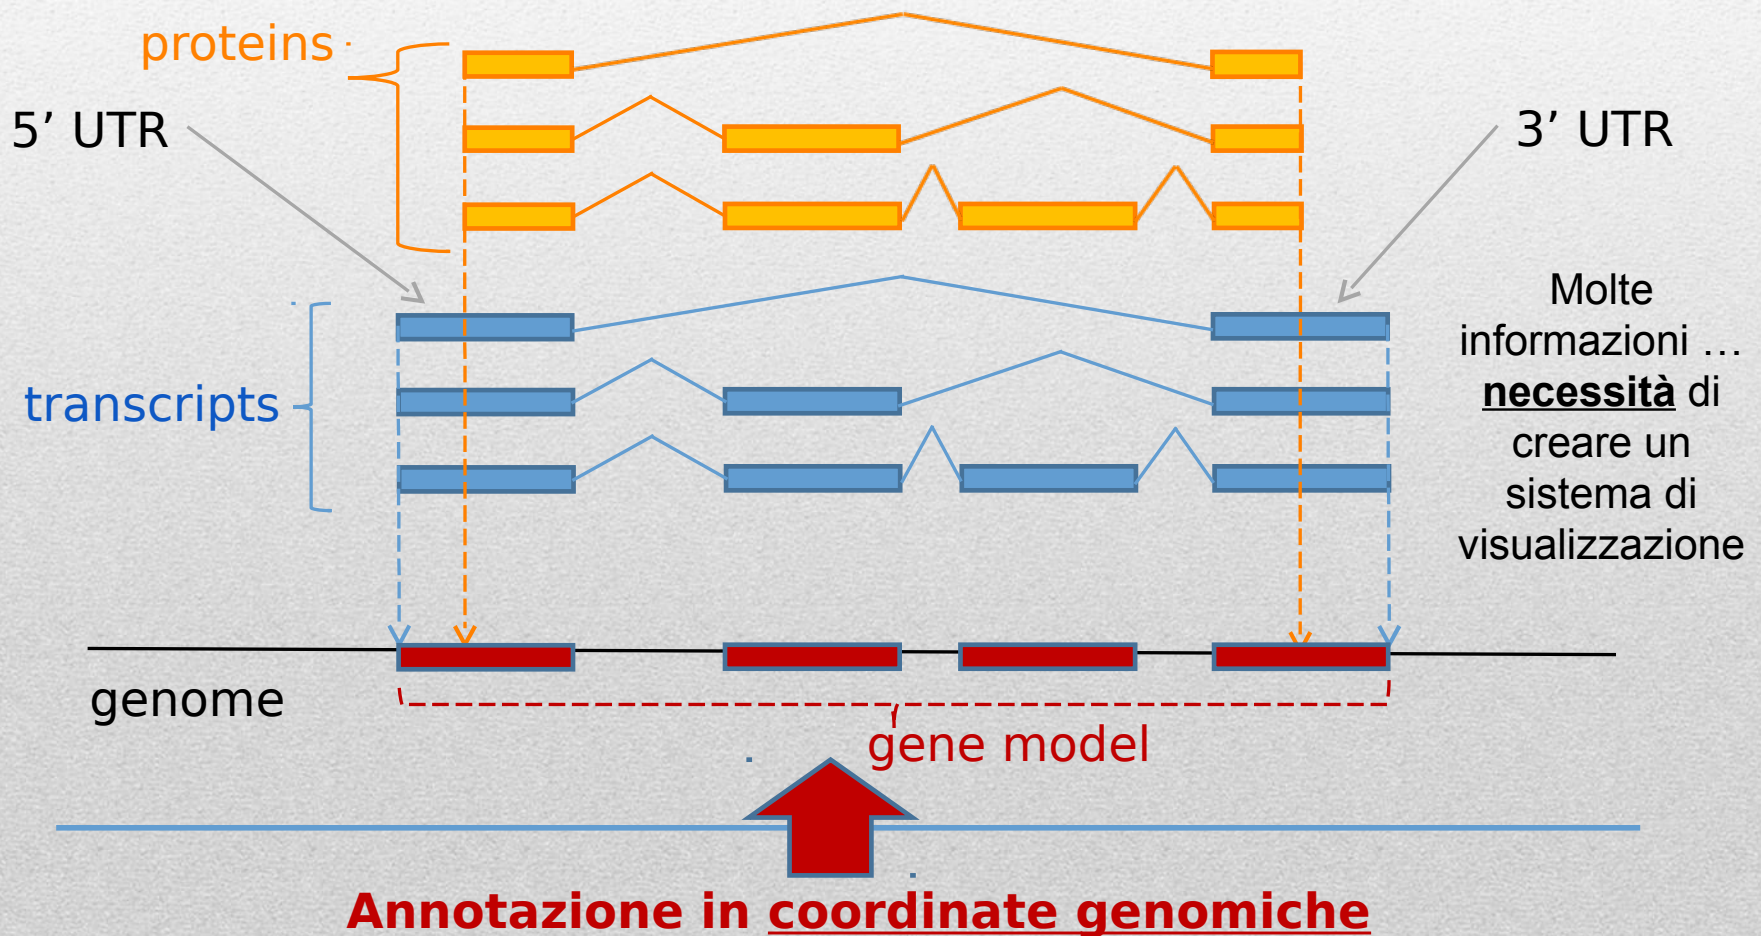 proteins
5’ UTR
3’ UTR
transcripts
Molte
informazioni …
necessità di
creare un
sistema di
visualizzazione
genome
gene model
Annotazione in coordinate genomiche